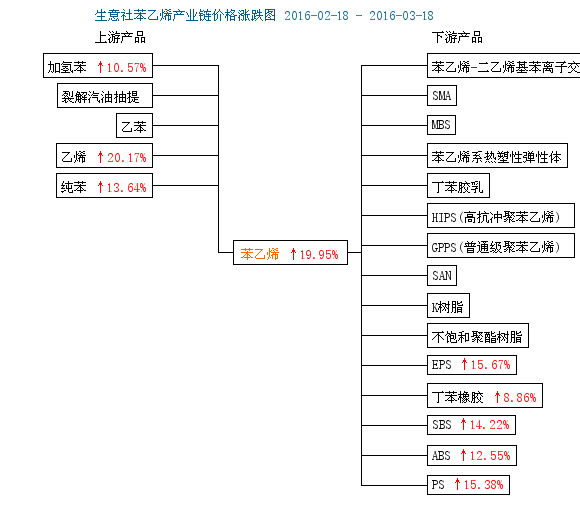 生意社苯乙烯产业链价格涨跌图 2016-02-18 - 2016-03-18
上游产品
加氢苯 ↑10.57%
裂解汽油抽提
乙苯
乙烯 ↑20.17%
纯苯 ↑13.64%
苯乙烯 ↑19.95%
下游产品
苯乙烯-二乙烯基苯离子交
SMA
MBS
苯乙烯系热塑性弹性体
丁苯胶乳
HIPS(高抗冲聚苯乙烯)
GPPS(普通级聚苯乙烯)
SAN
K树脂
不饱和聚酯树脂
EPS ↑15.67%
丁苯橡胶 ↑8.86%
SBS ↑14.22%
ABS ↑12.55%
PS ↑15.38%